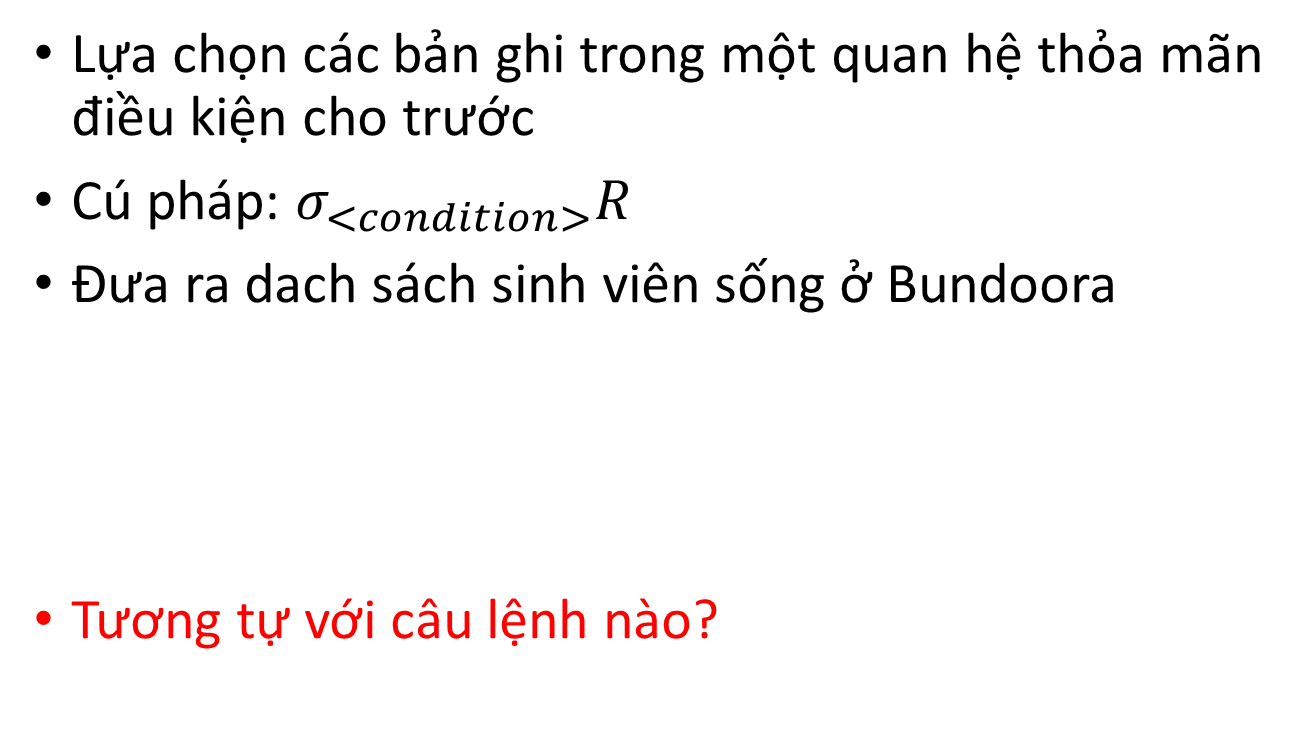 • Lựa chọn các bản ghi trong một quan hệ thỏa mãn
điều kiện cho trước
• Cú pháp: 𝜎<𝑐𝑜𝑛𝑑𝑖𝑡𝑖𝑜𝑛>𝑅
• Đưa ra dach sách sinh viên sống ở Bundoora
• Tương tự với câu lệnh nào?